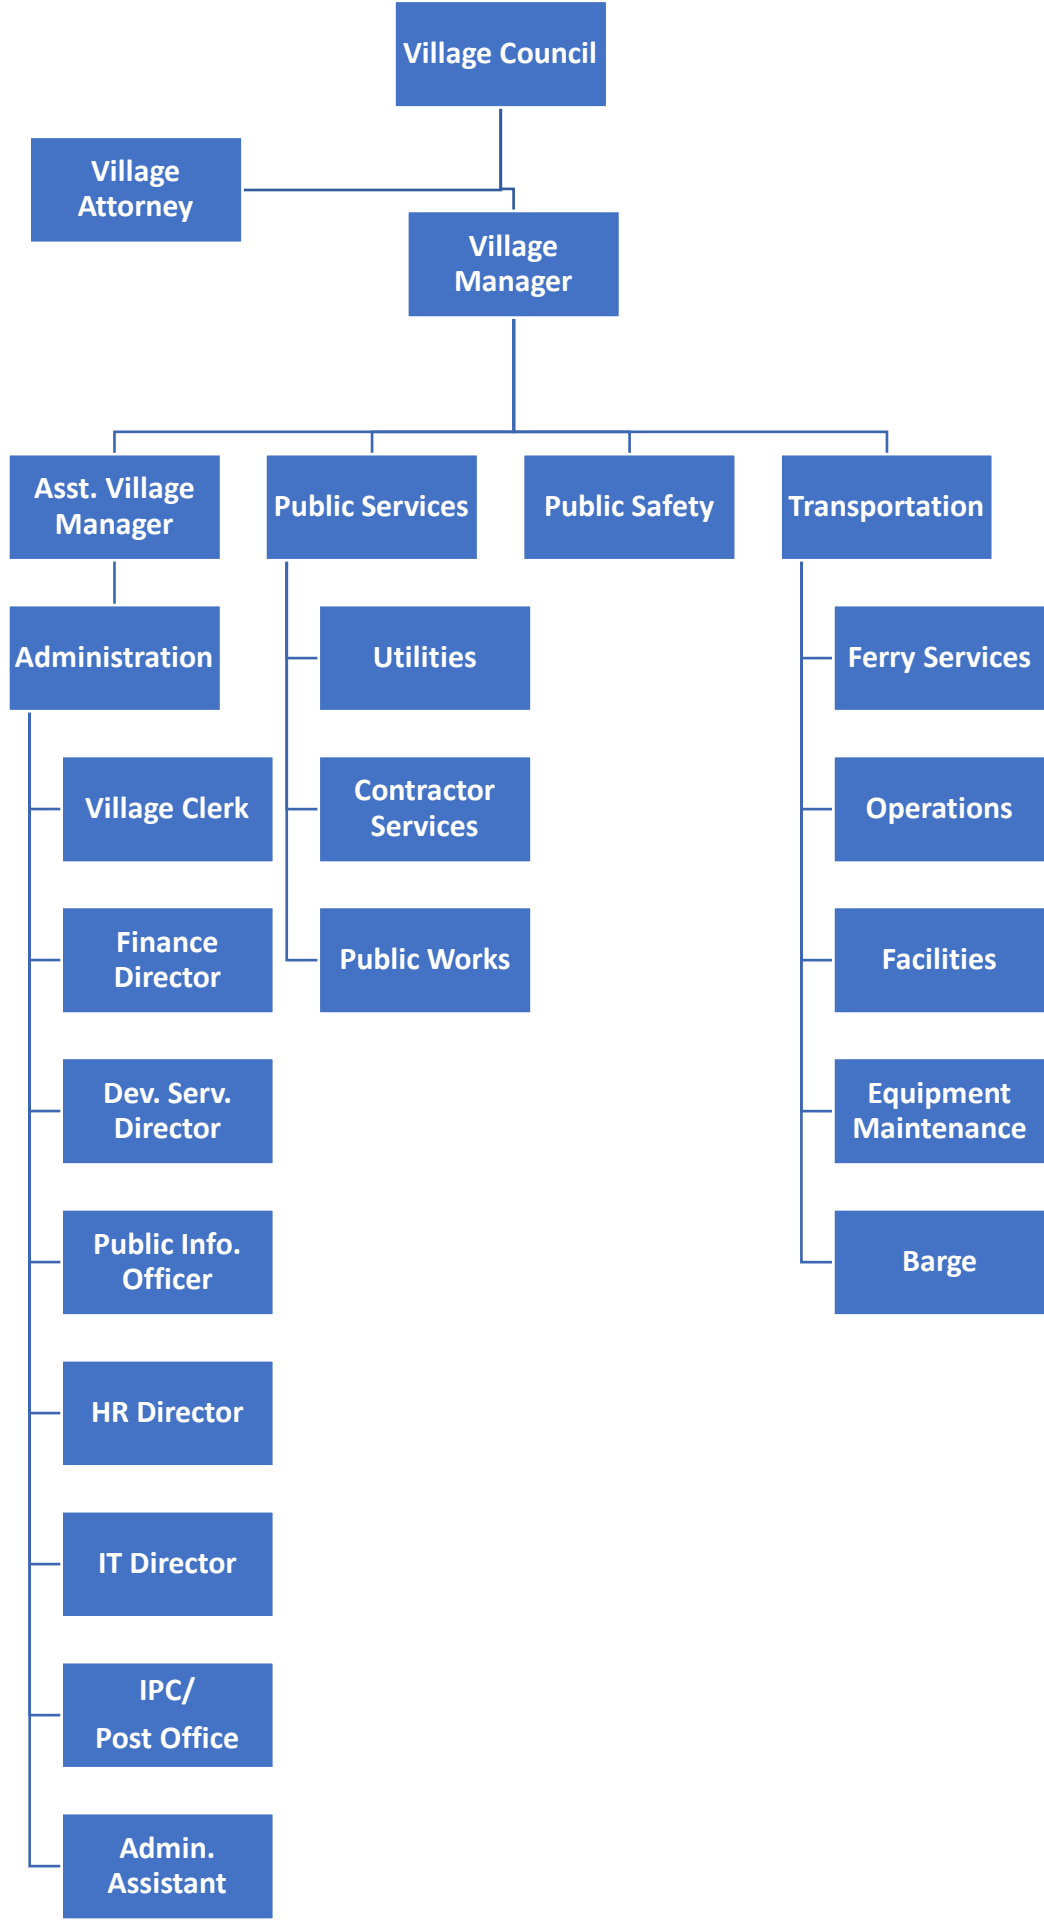 Village Council
Village
Attorney
Village
Manager
Asst. Village
Manager
Public Services
Public Safety
Transportation
Administration
Utilities
Ferry Services
Village Clerk
Contractor
Services
Operations
Finance
Director
Public Works
Facilities
Dev. Serv.
Director
Equipment
Maintenance
Public Info.
Officer
Barge
HR Director
IT Director
IPC/
Post Office
Admin.
Assistant